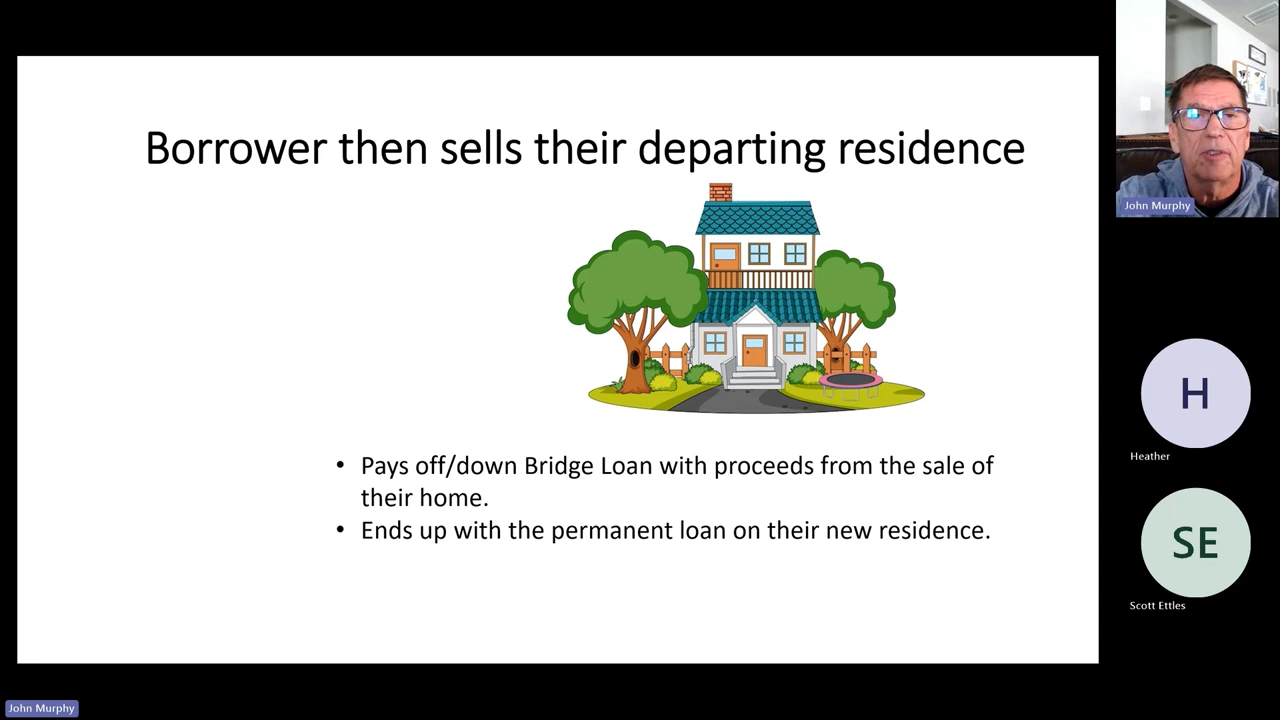 Borrower then sells their departing residence
• Pays off/down Bridge Loan with proceeds from the sale of
their home.
• Ends up with the permanent loan on their new residence.
John Murphy
H
Heather
SE
Scott Ettles
John Murphy